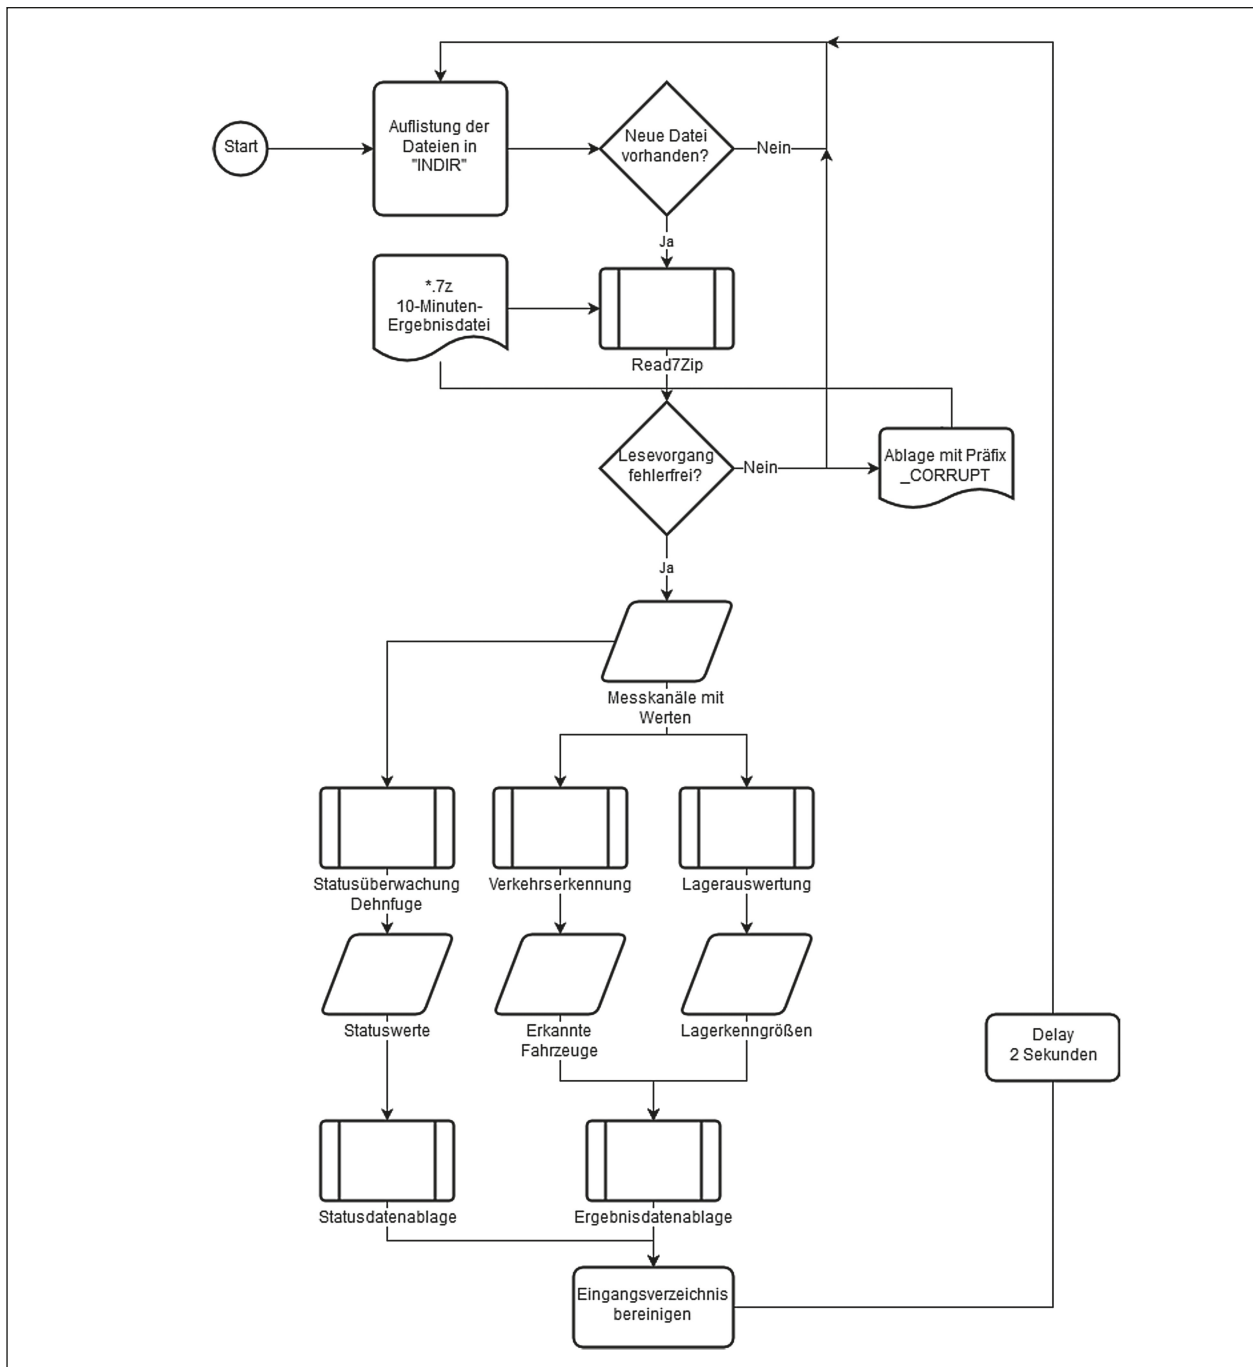 Start
Auflistung der
Dateien in
"INDIR"
Neue Datei
vorhanden?
Nein
Ja
*.7z
10-Minuten-
Ergebnisdatei
Read7Zip
Lesevorgang
fehlerfrei?
Nein
Ablage mit Präfix
_CORRUPT
Ja
Messkanäle mit
Werten
Statusüberwachung
Dehnfuge
Verkehrserkennung
Lagerauswertung
Statuswerte
Erkannte
Fahrzeuge
Lagerkenngrößen
Delay
2 Sekunden
Statusdatenablage
Ergebnisdatenablage
Eingangsverzeichnis
bereinigen